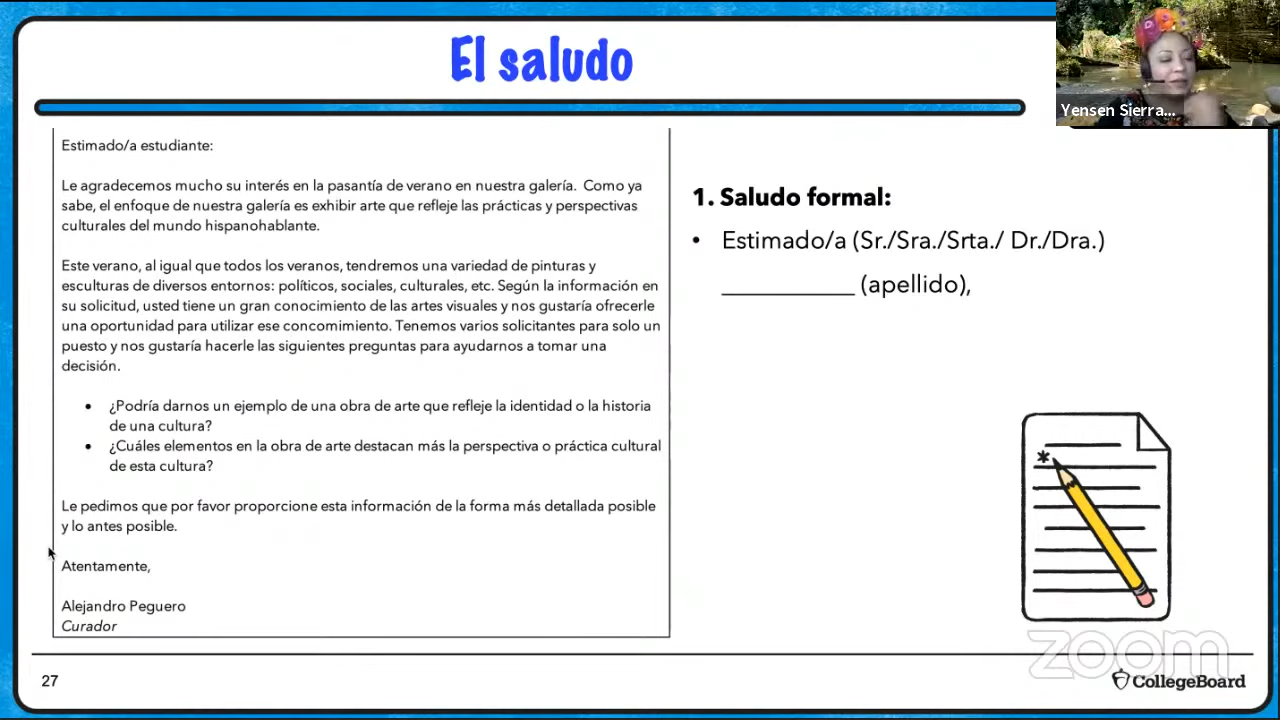 El saludo
Yensen Sierra...
Estimado/a estudiante:
Le agradecemos mucho su interés en la pasantía de verano en nuestra galería. Como ya
sabe, el enfoque de nuestra galería es exhibir arte que refleje las prácticas y perspectivas
culturales del mundo hispanohablante.
Este verano, al igual que todos los veranos, tendremos una variedad de pinturas y
esculturas de diversos entornos: políticos, sociales, culturales, etc. Según la información en
su solicitud, usted tiene un gran conocimiento de las artes visuales y nos gustaría ofrecerle
una oportunidad para utilizar ese concomimiento. Tenemos varios solicitantes para solo un
puesto y nos gustaría hacerle las siguientes preguntas para ayudarnos a tomar una
decisión.
• ¿Podría darnos un ejemplo de una obra de arte que refleje la identidad o la historia
de una cultura?
• ¿Cuáles elementos en la obra de arte destacan más la perspectiva o práctica cultural
de esta cultura?
Le pedimos que por favor proporcione esta información de la forma más detallada posible
y lo antes posible.
Atentamente,
Alejandro Peguero
Curador
1. Saludo formal:
• Estimado/a (Sr./Sra./Srta./ Dr./Dra.)
___________ (apellido),
zoom
27
CollegeBoard